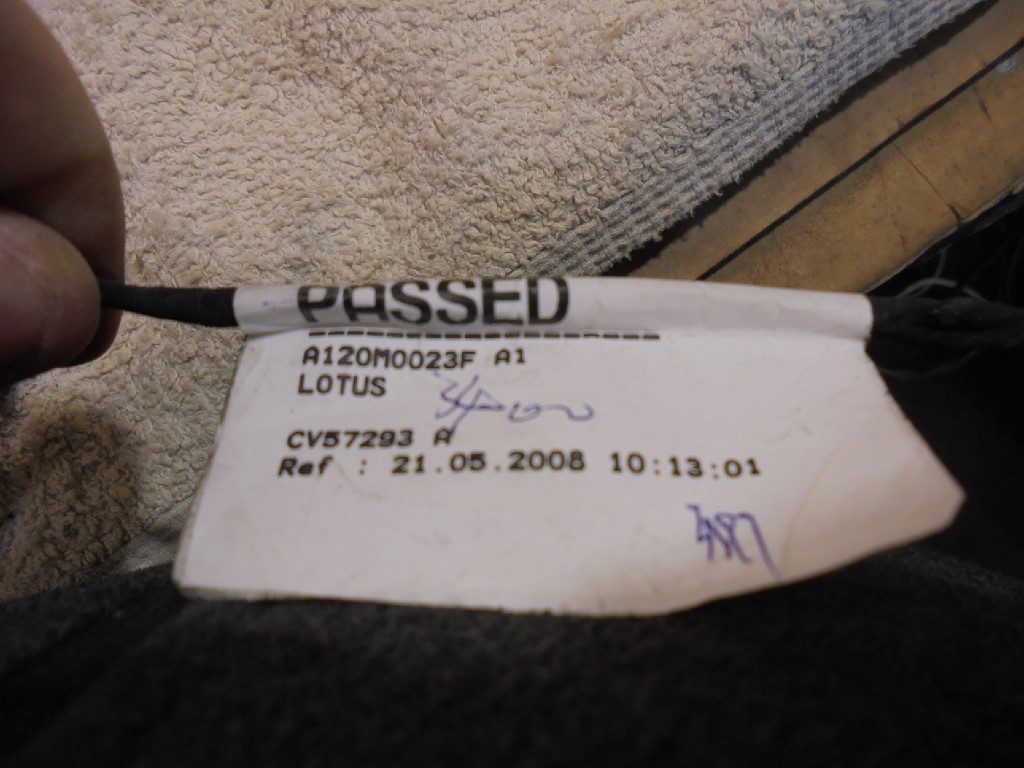 PASSED
--------------------
A120M0023F A1
LOTUS
CV57293 A
Ref : 21.05.2008 10:13:01